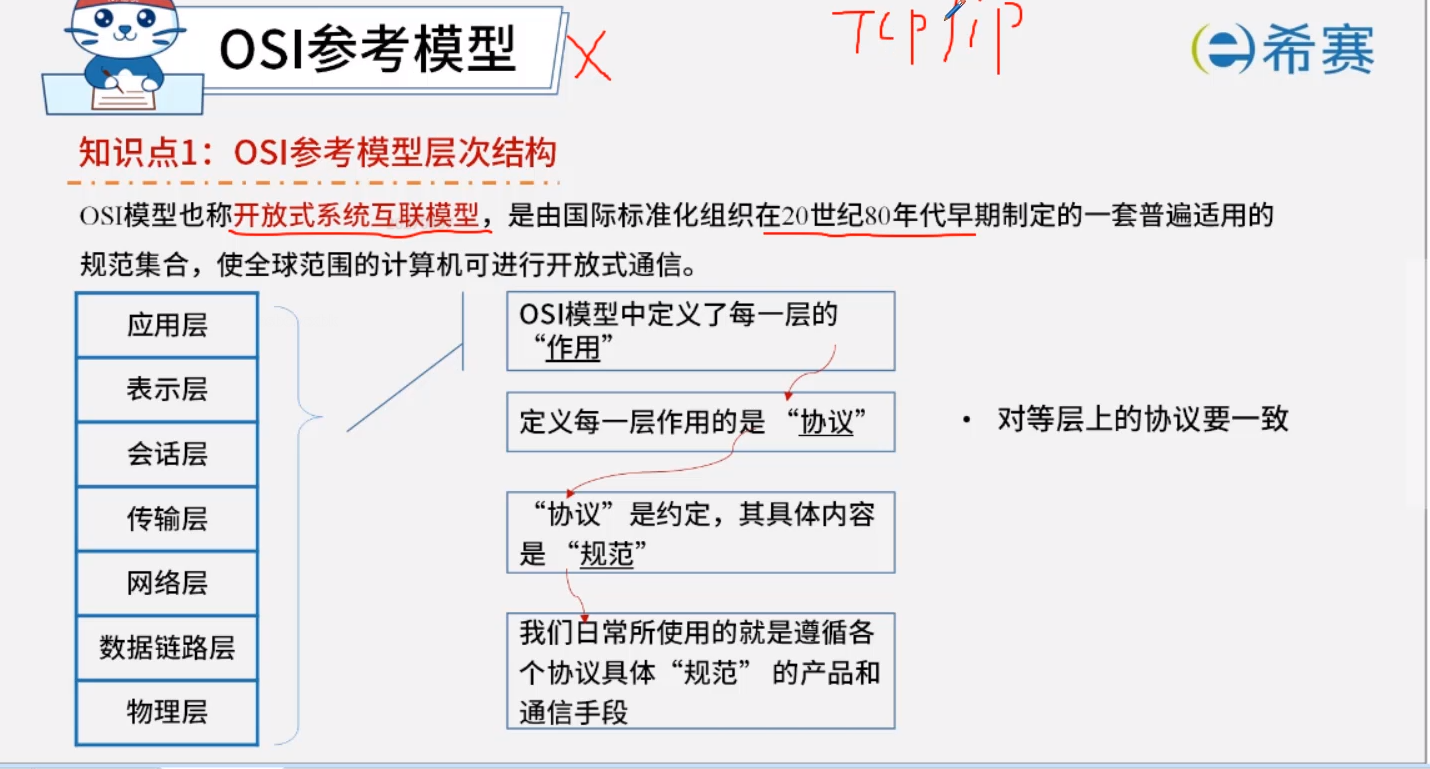 OSI参考模型
X
TCP/IP
希赛
知识点1：OSI参考模型层次结构
OSI模型也称开放式系统互联模型，是由国际标准化组织在20世纪80年代早期制定的一套普遍适用的
规范集合，使全球范围的计算机可进行开放式通信。
应用层
表示层
会话层
传输层
网络层
数据链路层
物理层
OSI模型中定义了每一层的
“作用”
定义每一层作用的是 “协议”
“协议”是约定，其具体内容
是 “规范”
我们日常所使用的就是遵循各
个协议具体“规范” 的产品和
通信手段
• 对等层上的协议要一致